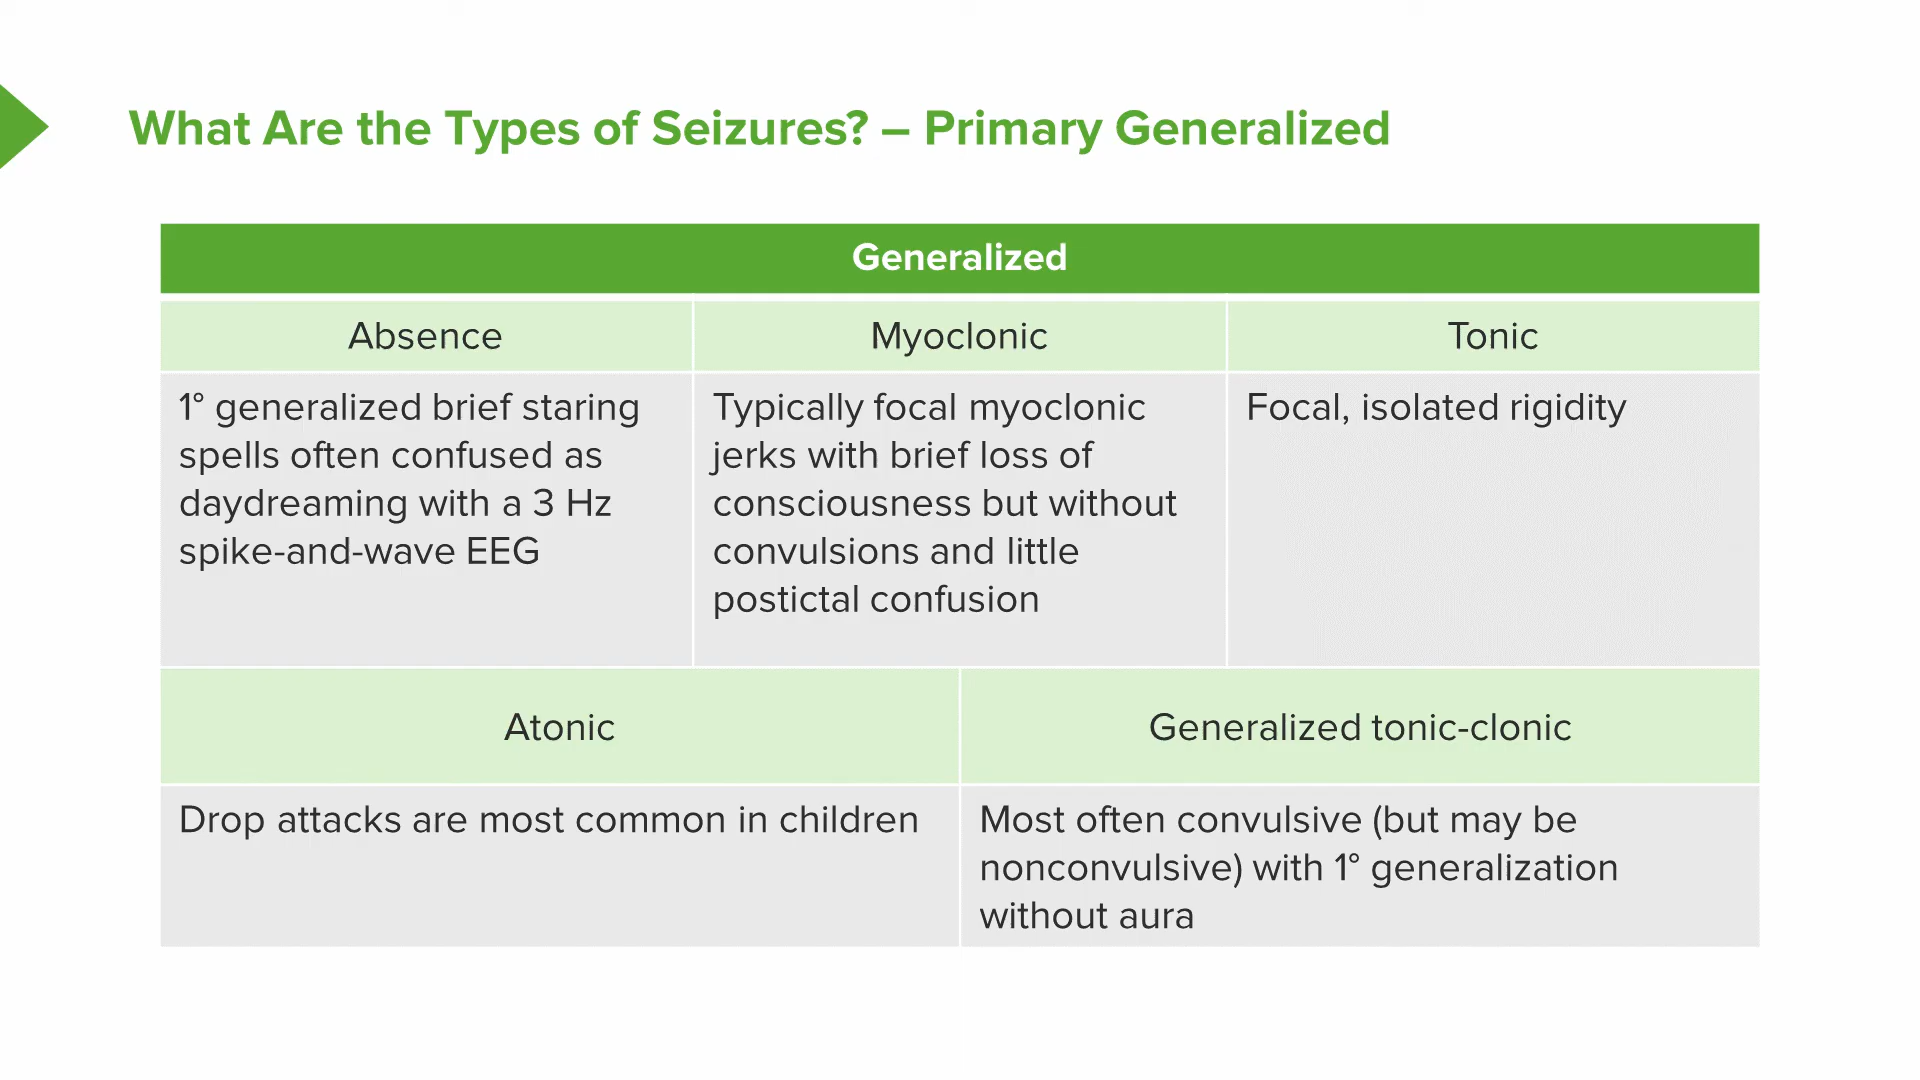 What Are the Types of Seizures? – Primary Generalized
Generalized
Absence
Myoclonic
Tonic
1° generalized brief staring
spells often confused as
daydreaming with a 3 Hz
spike-and-wave EEG
Typically focal myoclonic
jerks with brief loss of
consciousness but without
convulsions and little
postictal confusion
Focal, isolated rigidity
Atonic
Generalized tonic-clonic
Drop attacks are most common in children
Most often convulsive (but may be
nonconvulsive) with 1° generalization
without aura